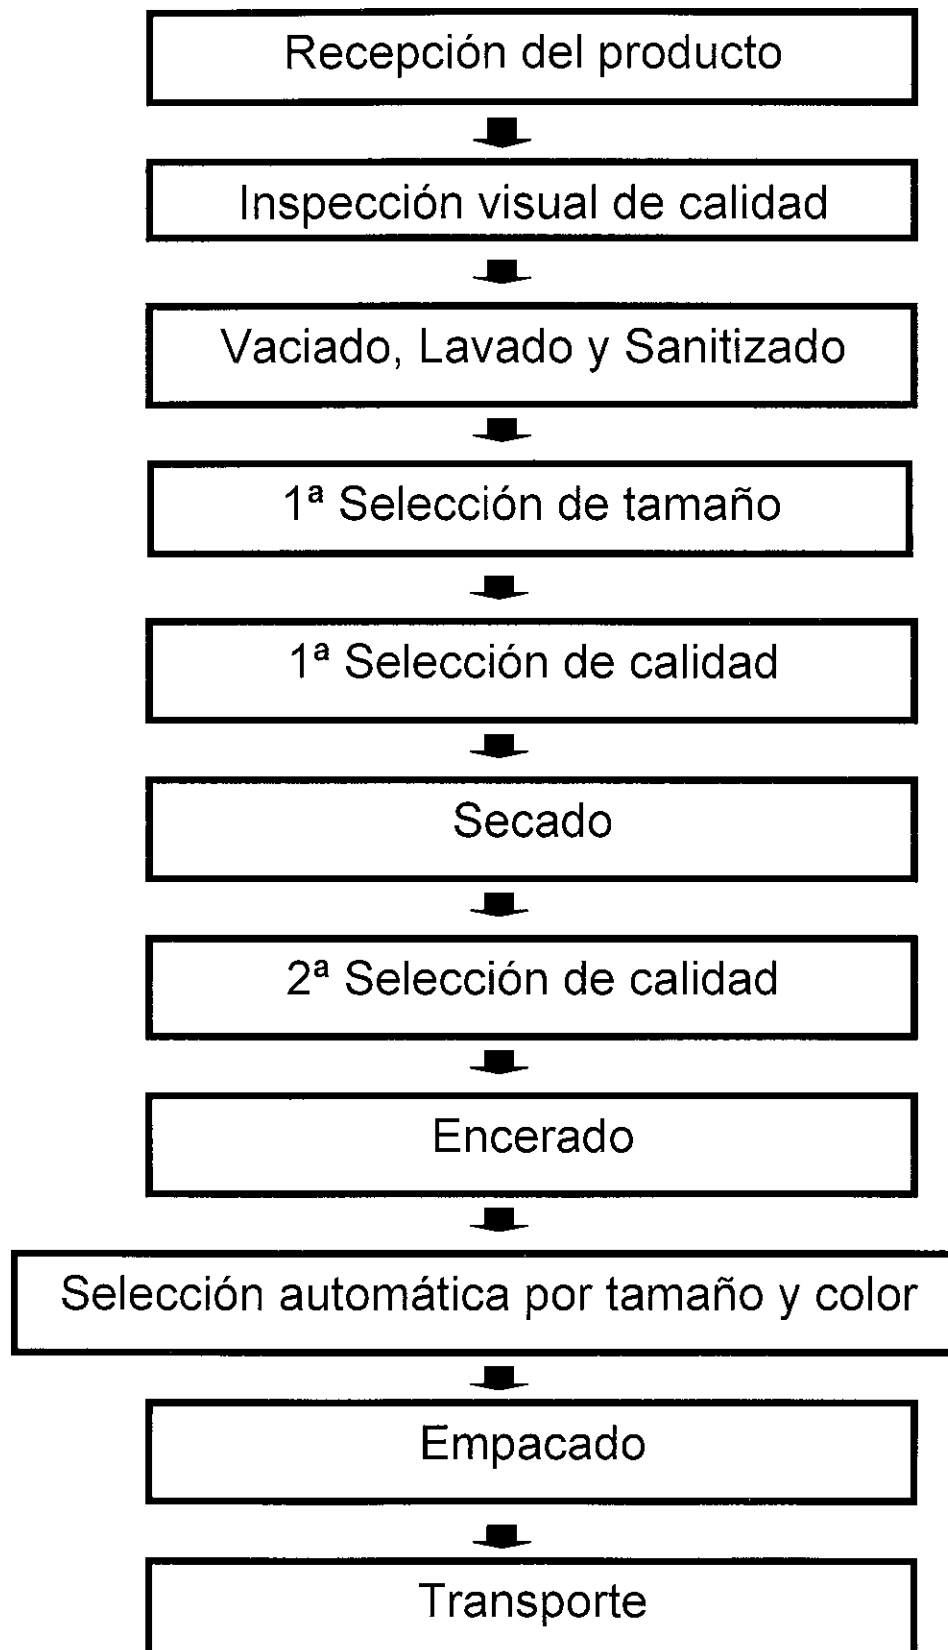 Recepción del producto
Inspección visual de calidad
Vaciado, Lavado y Sanitizado
1ª Selección de tamaño
1ª Selección de calidad
Secado
2ª Selección de calidad
Encerado
Selección automática por tamaño y color
Empacado
Transporte